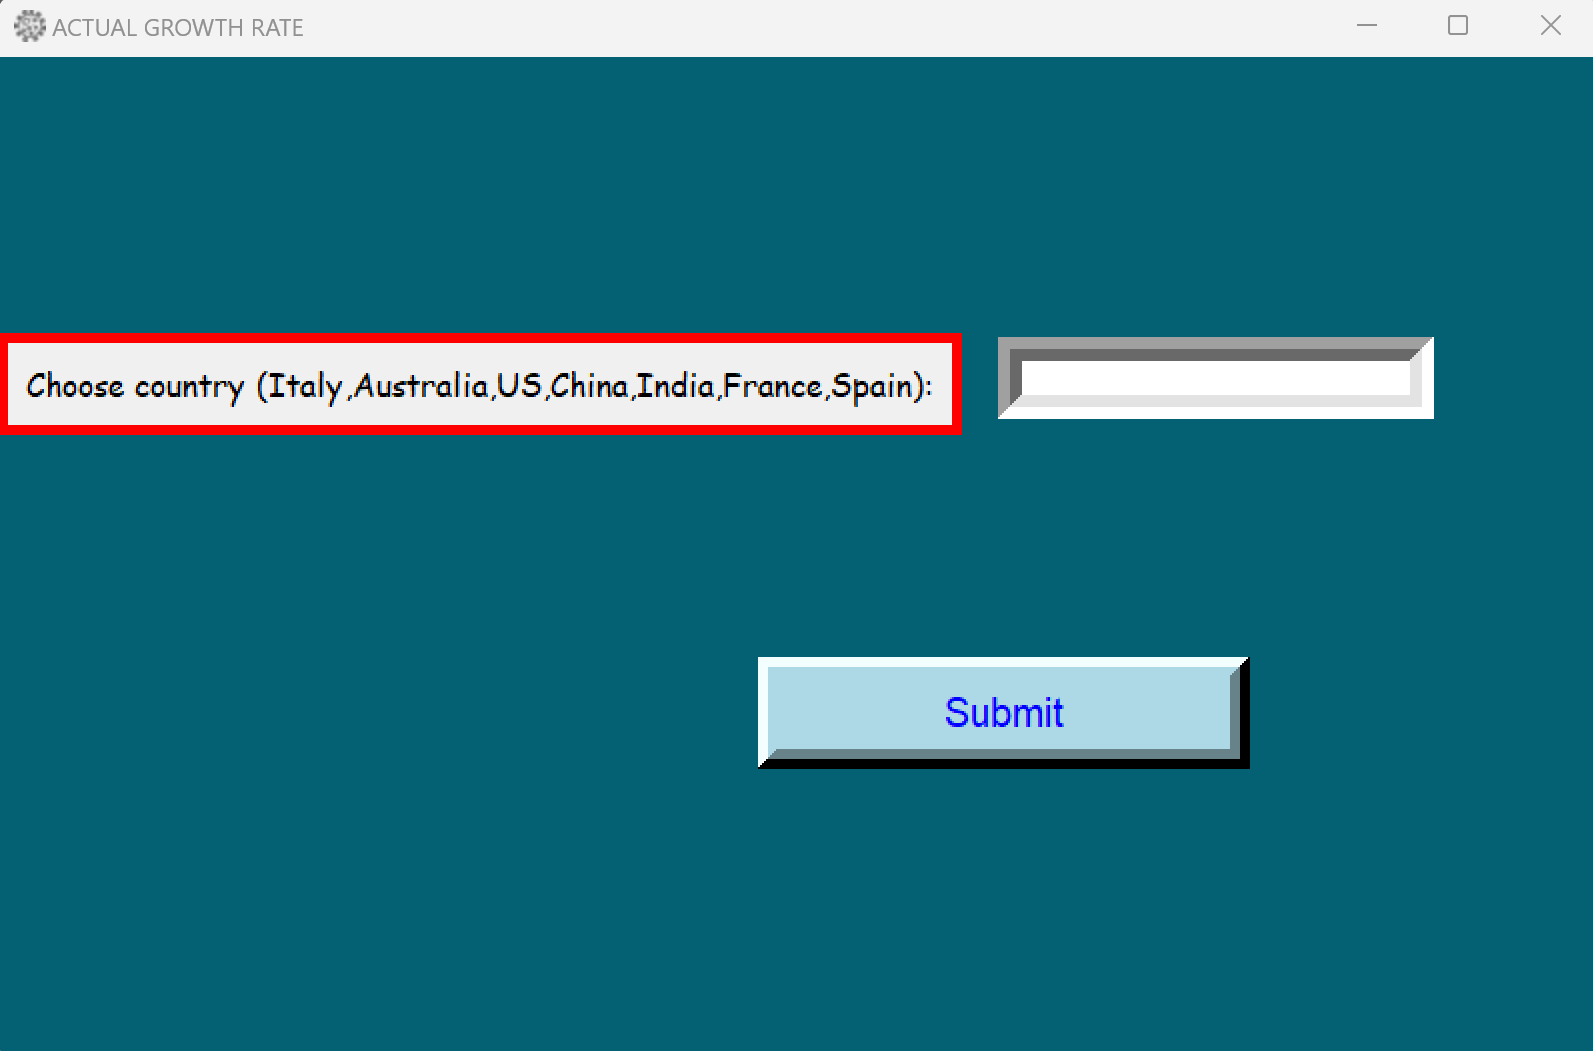 ACTUAL GROWTH RATE
Choose country (Italy,Australia,US,China,India,France,Spain):
Submit